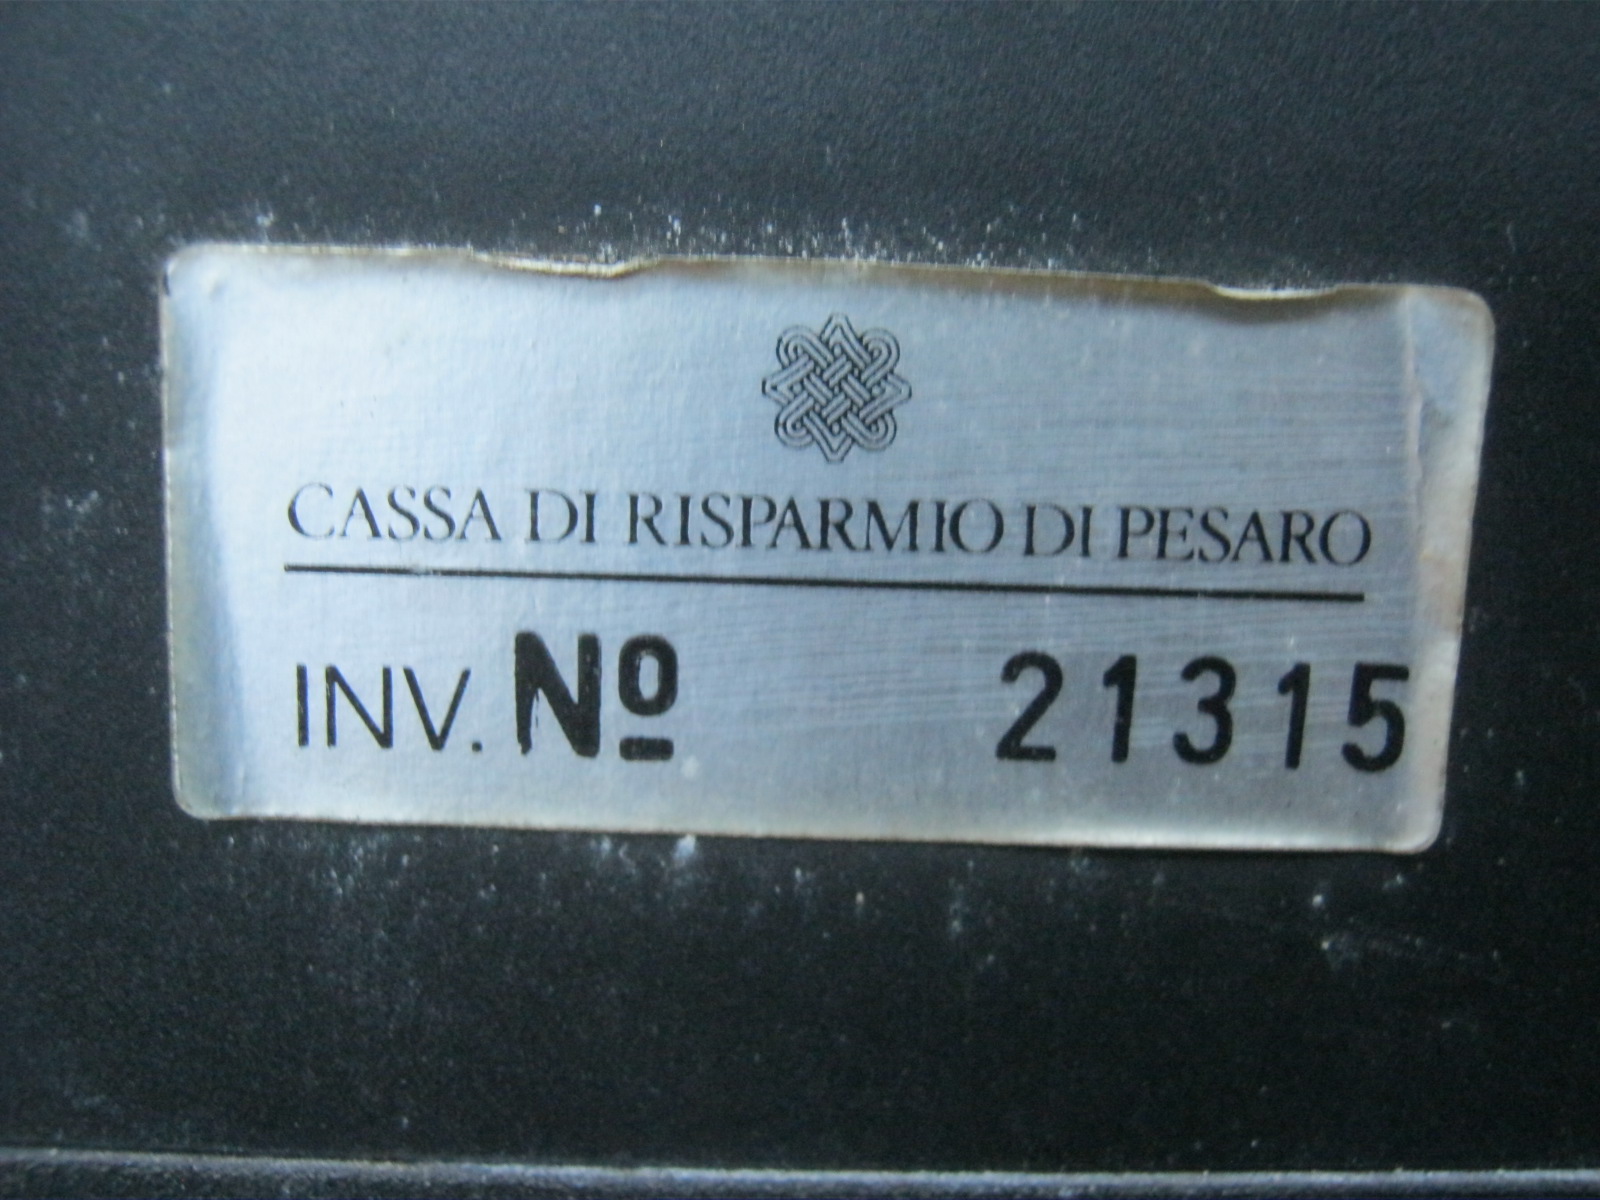 CASSA DI RISPARMIO DI PESARO
INV. Nº 21315